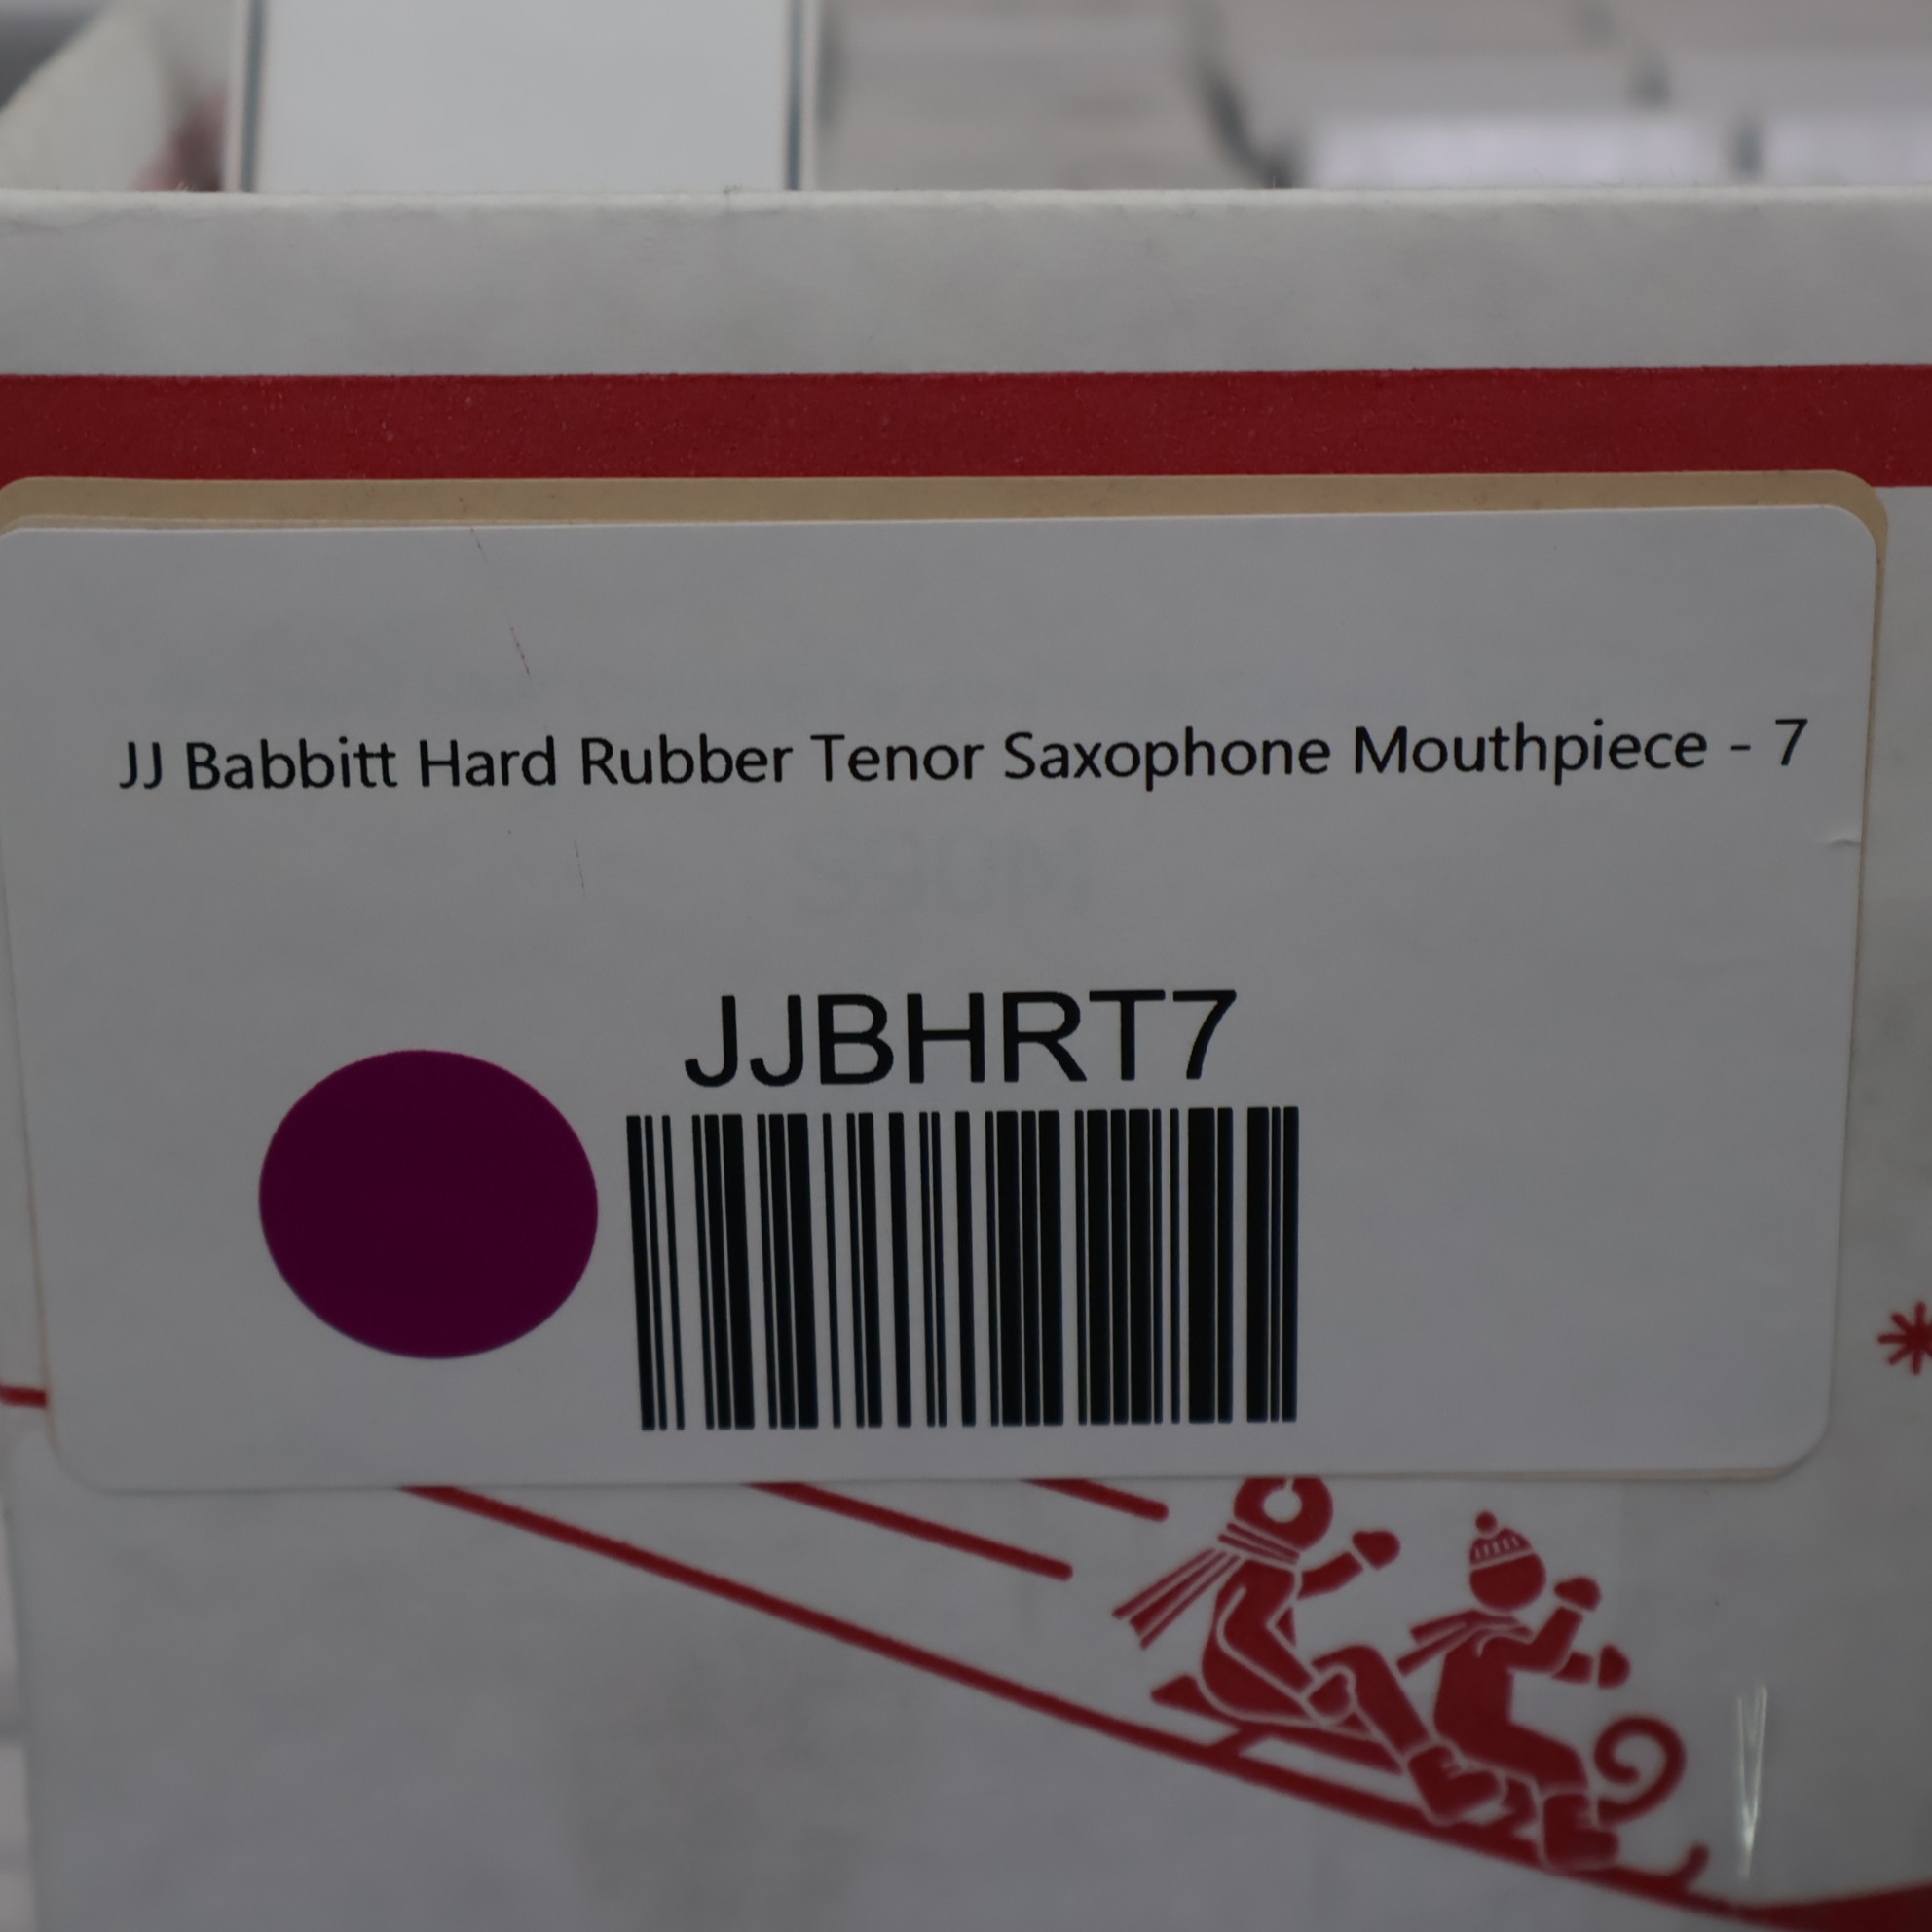 JJ Babbitt Hard Rubber Tenor Saxophone Mouthpiece - 7
JJBHRT7